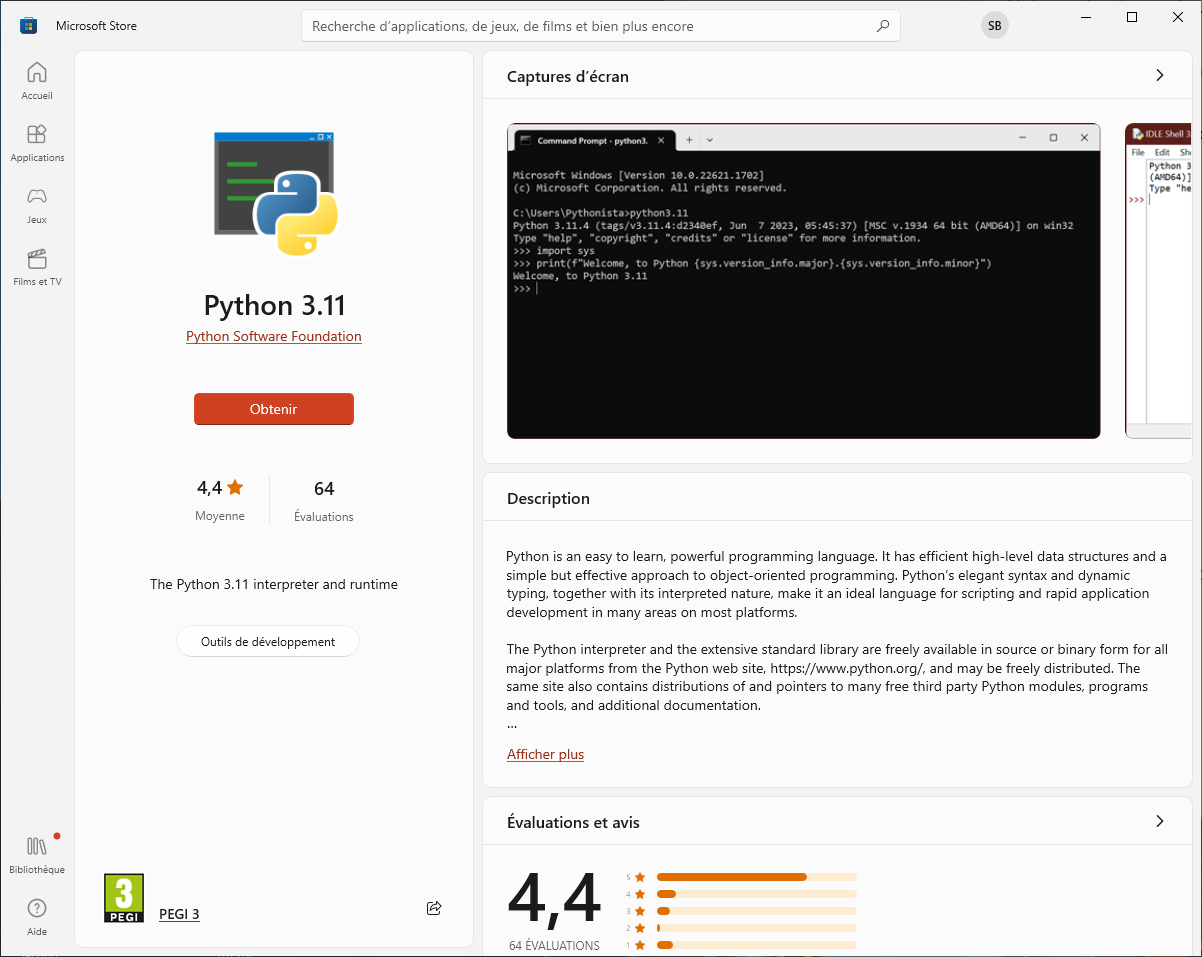 Microsoft Store
Recherche d'applications, de jeux, de films et bien plus encore
SB
Accueil
Applications
Jeux
Films et TV
Bibliothèque
Aide
Python 3.11
Python Software Foundation
Obtenir
4,4
Moyenne
64
Évaluations
The Python 3.11 interpreter and runtime
Outils de développement
3
PEGI
PEGI 3
Captures d'écran
Command Prompt - python3.
Microsoft Windows [Version 10.0.22621.1702]
(c) Microsoft Corporation. All rights reserved.
C:\Users\Pythonista>python3.11
Python 3.11.4 (tags/v3.11.4:d2340ef, Jun  7 2023, 05:45:37) [MSC v.1934 64 bit (AMD64)] on win32
Type "help", "copyright", "credits" or "license" for more information.
>>> import sys
>>> print(f"Welcome, to Python {sys.version_info.major}.{sys.version_info.minor}")
Welcome, to Python 3.11
>>>
IDLE Shell 3
File Edit She
Python 3
(AMD64)]
Type "he
>>>
Description
Python is an easy to learn, powerful programming language. It has efficient high-level data structures and a
simple but effective approach to object-oriented programming. Python's elegant syntax and dynamic
typing, together with its interpreted nature, make it an ideal language for scripting and rapid application
development in many areas on most platforms.
The Python interpreter and the extensive standard library are freely available in source or binary form for all
major platforms from the Python web site, https://www.python.org/, and may be freely distributed. The
same site also contains distributions of and pointers to many free third party Python modules, programs
and tools, and additional documentation.
...
Afficher plus
Évaluations et avis
4,4
64 ÉVALUATIONS
5
4
3
2
1